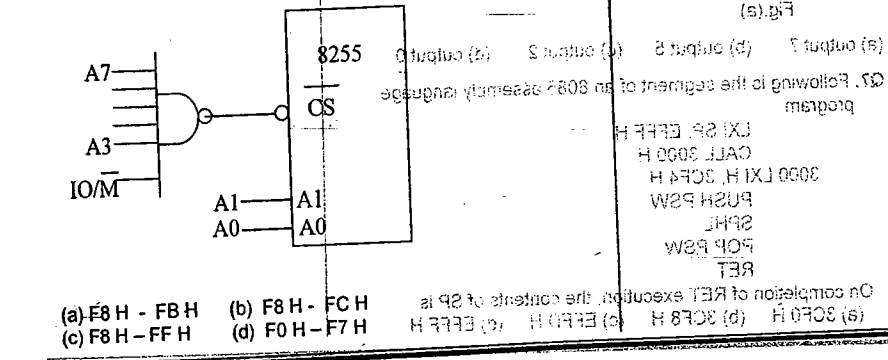 8255
A7
CS
A3
IO/M
A1 A1
A0 A0
(a) F8 H - FB H (b) F8 H - FC H
(c) F8 H – FF H (d) F0 H – F7 H
Fig.(a)
(a) output 7 (b) output 5 (c) output 2 (d) output 0
Q7. Following is the segment of an 8085 assembly language
program
LXI SP, EFFF H
CALL 3000 H
3000 LXI H, 3CF4 H
PUSH PSW
SPHL
POP PSW
RET
On completion of RET execution, the contents of SP is
(a) 3CF0 H (b) 3CF8 H (c) EFFD H (d) EFFF H